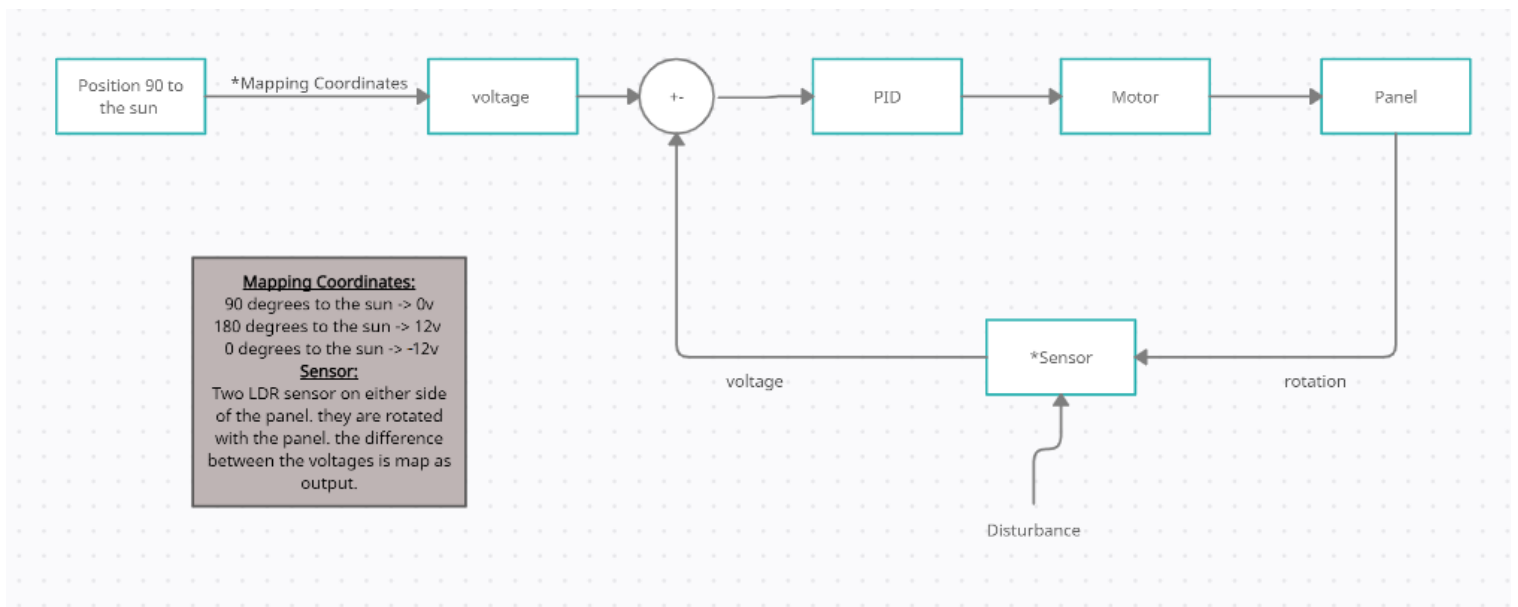 Position 90 to
the sun
*Mapping Coordinates
voltage
+-
PID
Motor
Panel
Mapping Coordinates:
90 degrees to the sun -> 0v
180 degrees to the sun -> 12v
0 degrees to the sun -> -12v
Sensor:
Two LDR sensor on either side
of the panel. they are rotated
with the panel. the difference
between the voltages is map as
output.
*Sensor
voltage
rotation
Disturbance